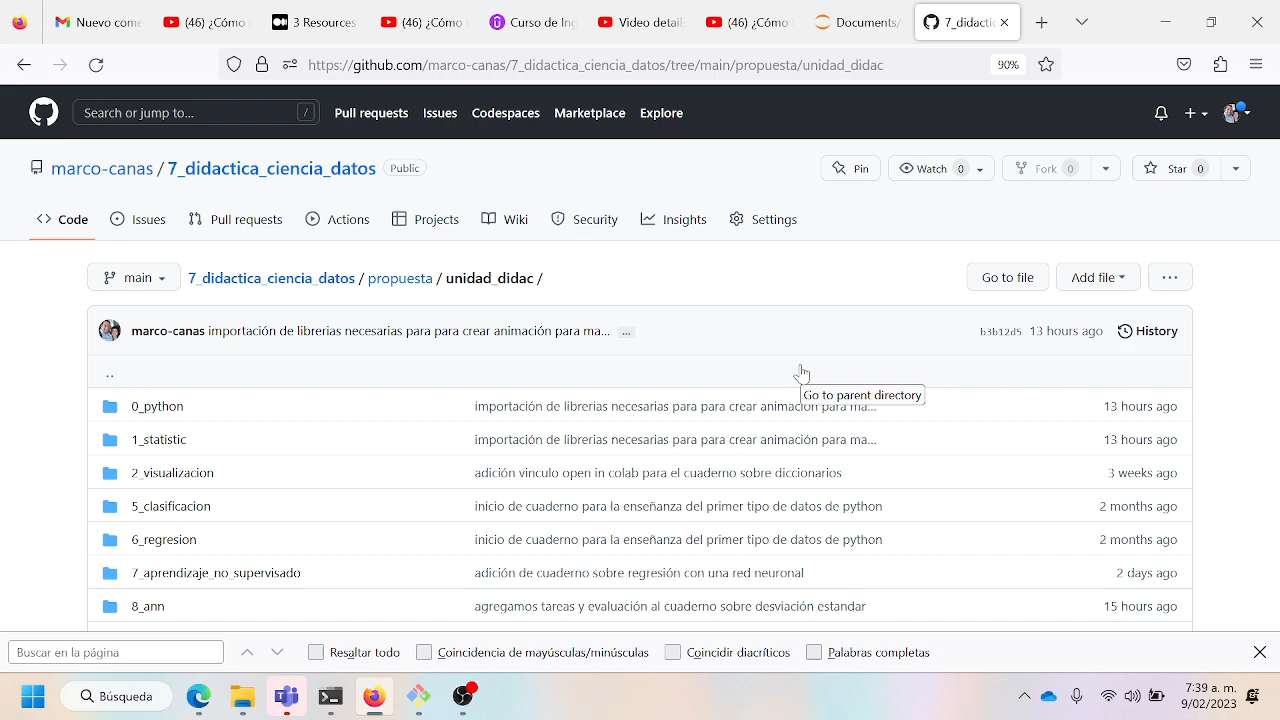 Nuevo come
(46) ¿Cómo
3 Resources
(46) ¿Cómo
Curso de Ing
Video detail
(46) ¿Cómo
Documents/
7_didactic
https://github.com/marco-canas/7_didactica_ciencia_datos/tree/main/propuesta/unidad_didac
90%
Search or jump to...
/
Pull requests
Issues
Codespaces
Marketplace
Explore
marco-canas / 7_didactica_ciencia_datos
Public
Pin
Watch 0
Fork 0
Star 0
Code
Issues
Pull requests
Actions
Projects
Wiki
Security
Insights
Settings
main
7_didactica_ciencia_datos / propuesta / unidad_didac /
Go to file
Add file
...
marco-canas importación de librerias necesarias para para crear animación para ma... ...
b3b12d5 13 hours ago
History
..
Go to parent directory
0_python importación de librerias necesarias para para crear animación para ma... 13 hours ago
1_statistic importación de librerias necesarias para para crear animación para ma... 13 hours ago
2_visualizacion adición vinculo open in colab para el cuaderno sobre diccionarios 3 weeks ago
5_clasificacion inicio de cuaderno para la enseñanza del primer tipo de datos de python 2 months ago
6_regresion inicio de cuaderno para la enseñanza del primer tipo de datos de python 2 months ago
7_aprendizaje_no_supervisado adición de cuaderno sobre regresión con una red neuronal 2 days ago
8_ann agregamos tareas y evaluación al cuaderno sobre desviación estandar 15 hours ago
Buscar en la página
Resaltar todo
Coincidencia de mayúsculas/minúsculas
Coincidir diacríticos
Palabras completas
Búsqueda
7:39 a. m.
9/02/2023